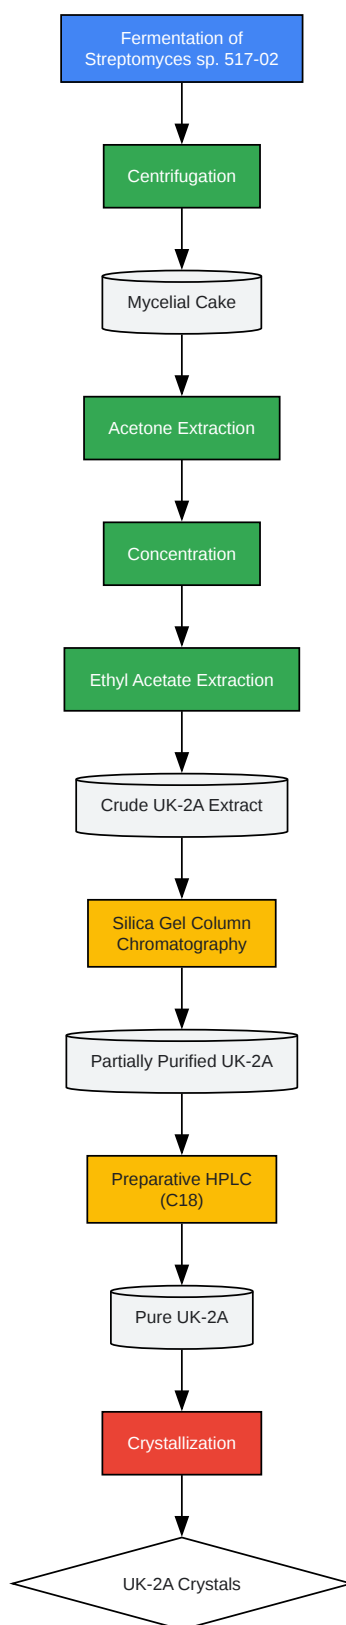 Fermentation of
Streptomyces sp. 517-02
Centrifugation
Mycelial Cake
Acetone Extraction
Concentration
Ethyl Acetate Extraction
Crude UK-2A Extract
Silica Gel Column
Chromatography
Partially Purified UK-2A
Preparative HPLC
(C18)
Pure UK-2A
Crystallization
UK-2A Crystals